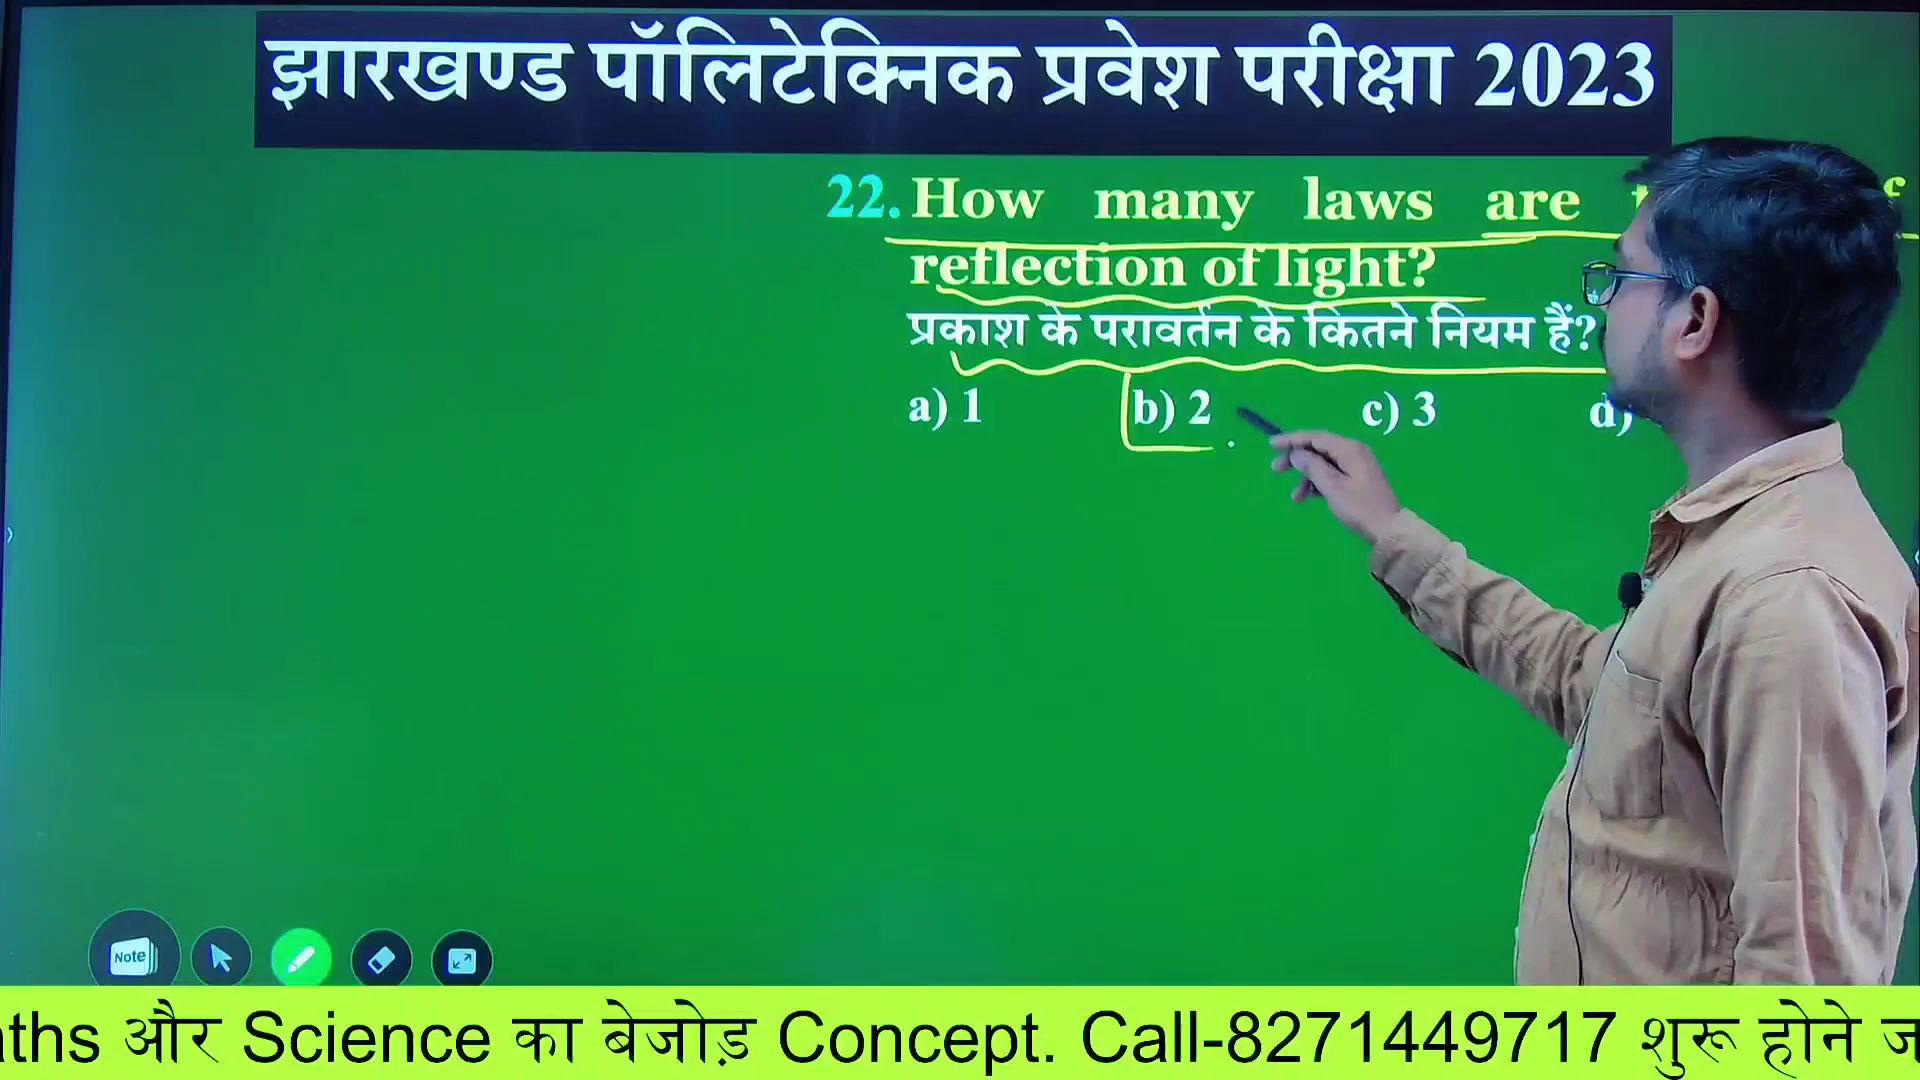 झारखण्ड पॉलिटेक्निक प्रवेश परीक्षा 2023
22. How many laws are
reflection of light?
प्रकाश के परावर्तन के कितने नियम हैं?
a) 1 b) 2 c) 3 d)
Note
और Science का बेजोड़ Concept. Call-8271449717 शुरू होने